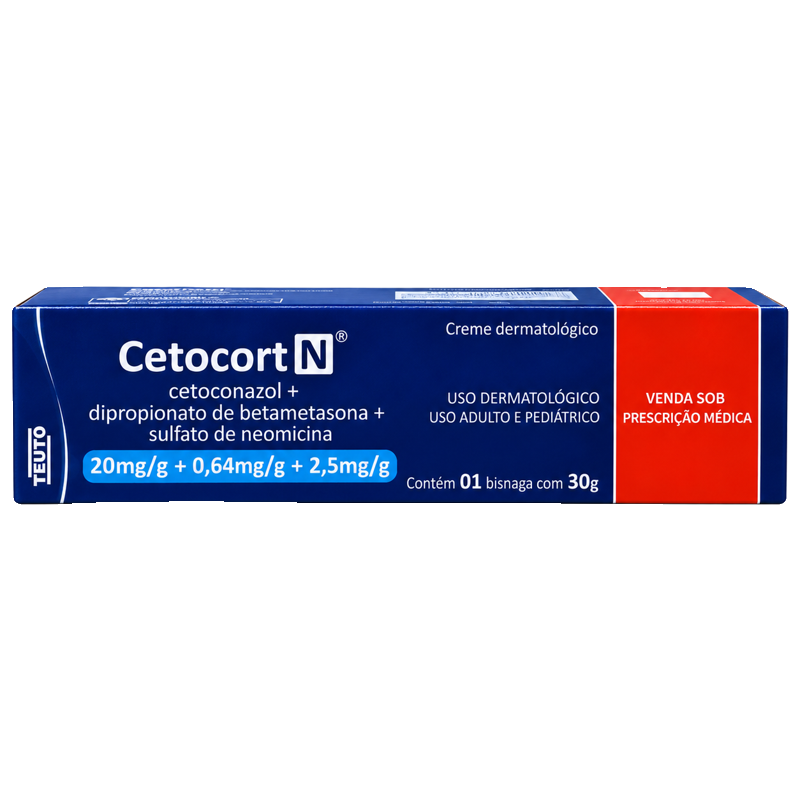 Cetocort N®
cetoconazol +
dipropionato de betametasona +
sulfato de neomicina
20mg/g + 0,64mg/g + 2,5mg/g
TEUTO
Creme dermatológico
USO DERMATOLÓGICO
USO ADULTO E PEDIÁTRICO
Contém 01 bisnaga com 30g
VENDA SOB
PRESCRIÇÃO MÉDICA